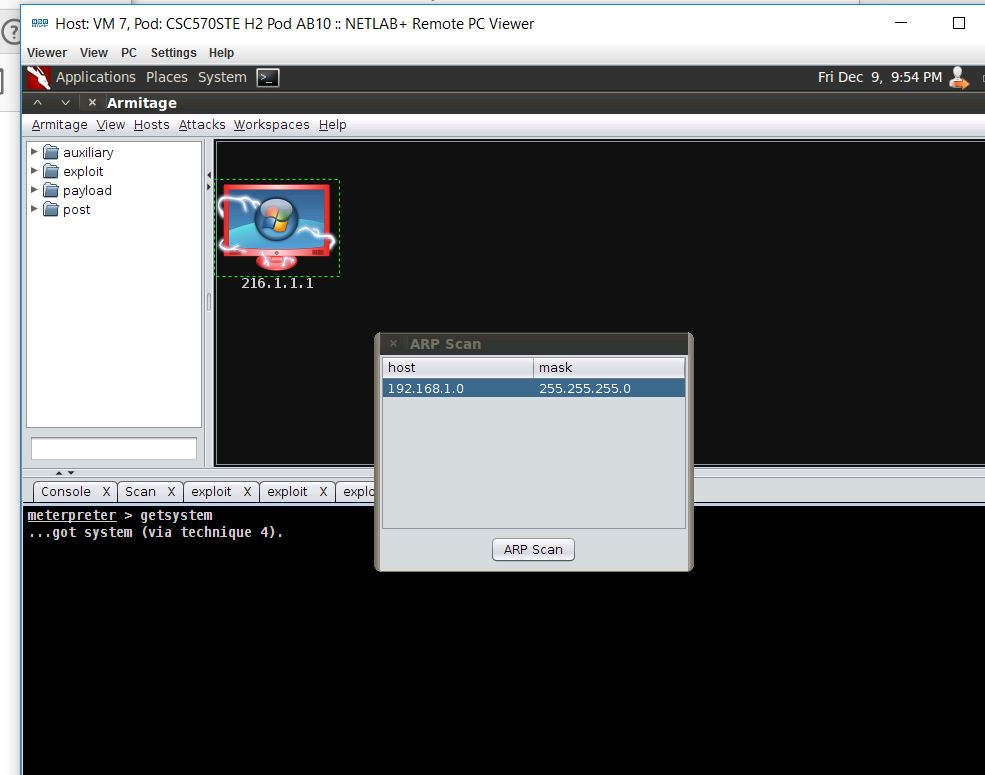 Host: VM 7, Pod: CSC570STE H2 Pod AB10 :: NETLAB+ Remote PC Viewer
Viewer View PC Settings Help
Applications Places System >_ Fri Dec 9, 9:54 PM
Armitage
Armitage View Hosts Attacks Workspaces Help
auxiliary
exploit
payload
post
216.1.1.1
ARP Scan
host mask
192.168.1.0 255.255.255.0
ARP Scan
Console X Scan X exploit X exploit X explo
meterpreter > getsystem
...got system (via technique 4).